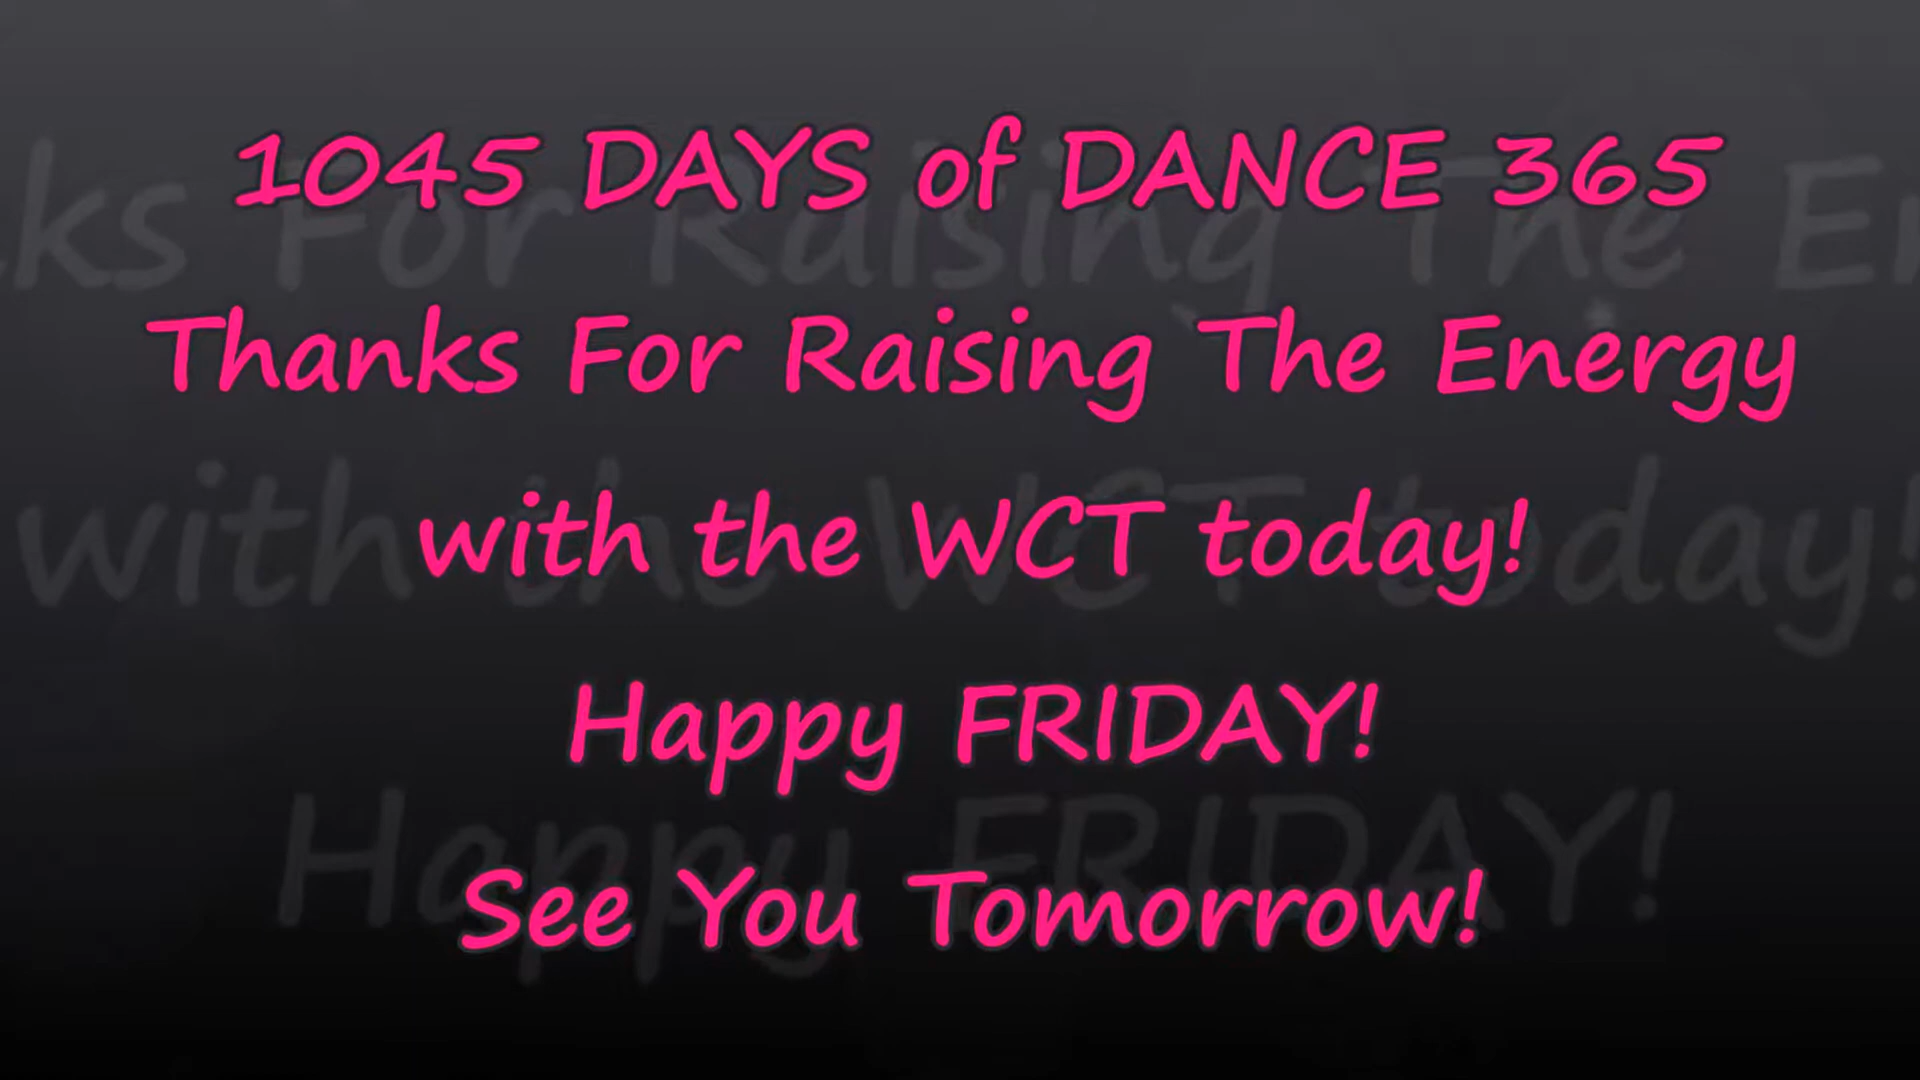 1045 DAYS of DANCE 365
Thanks For Raising The Energy
with the WCT today!
Happy FRIDAY!
See You Tomorrow!